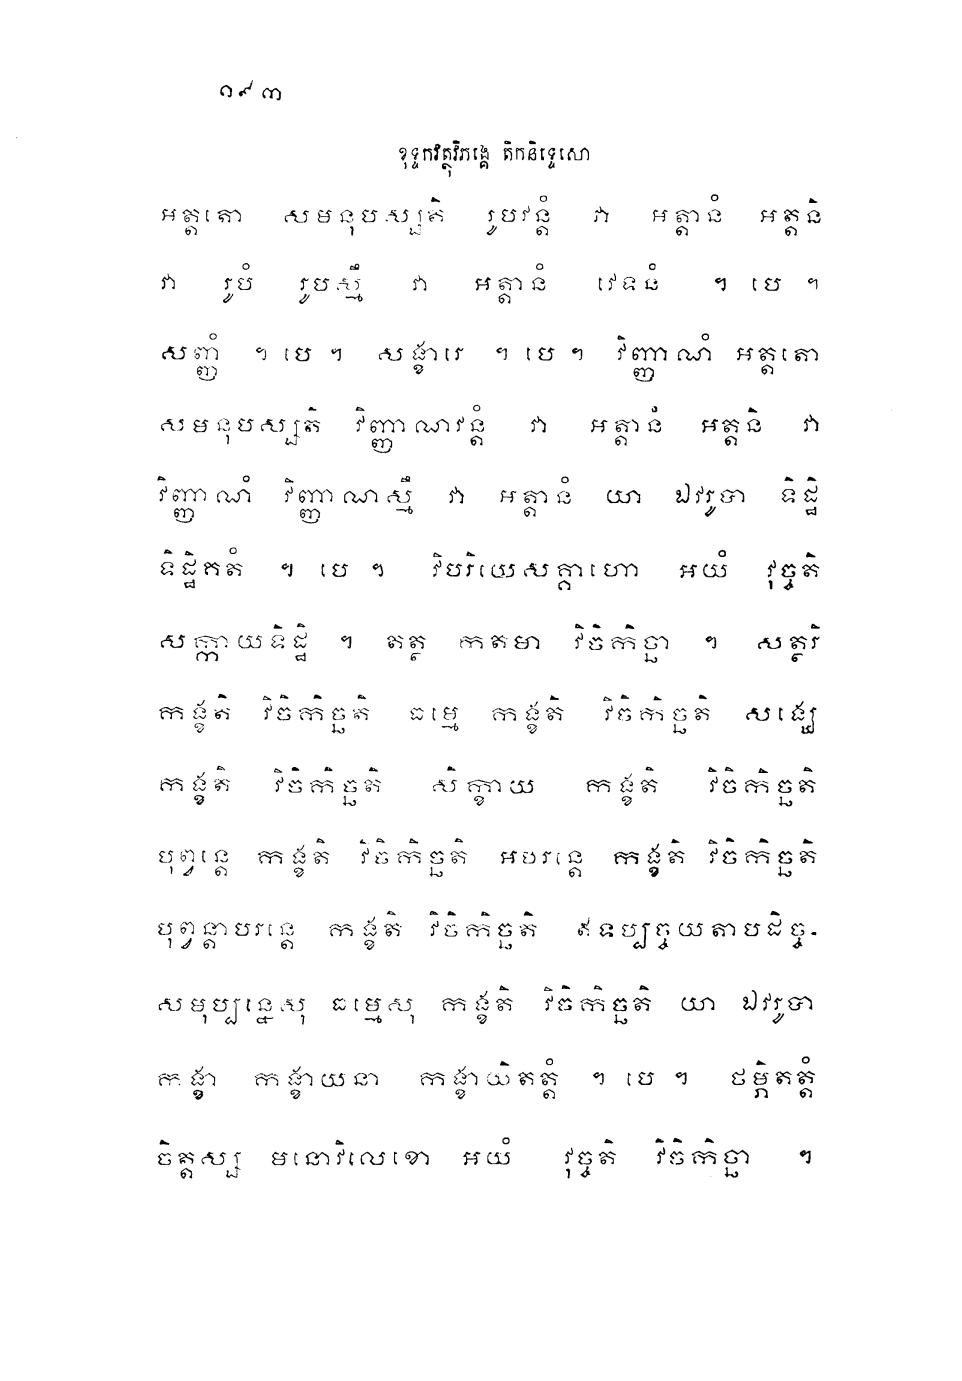 ១៩៣
ខុទ្ទកវត្ថុវិភង្គេ តិកនិទ្ទេសោ
អត្តតោ សមនុបស្សតិ រូបវន្តំ វា អត្តានំ អត្តនិ
វា រូបំ រូបស្មឹ វា អត្តានំ វេទនំ ។ បេ ។
សញ្ញំ ។ បេ ។ សង្ខារេ ។ បេ ។ វិញ្ញាណំ អត្តតោ
សមនុបស្សតិ វិញ្ញាណវន្តំ វា អត្តានំ អត្តនិ វា
វិញ្ញាណំ វិញ្ញាណស្មឹ វា អត្តានំ យា ឯវរូបា ទិដ្ឋិ
ទិដ្ឋិគតំ ។ បេ ។ វិបរិយេសគ្គាហោ អយំ វុច្ចតិ
សក្កាយទិដ្ឋិ ។ តត្ថ កតមា វិចិកិច្ឆា ។ សត្ថរិ
កង្ខតិ វិចិកិច្ឆតិ ធម្មេ កង្ខតិ វិចិកិច្ឆតិ សង្ឃេ
កង្ខតិ វិចិកិច្ឆតិ សិក្ខាយ កង្ខតិ វិចិកិច្ឆតិ
បុព្វន្តេ កង្ខតិ វិចិកិច្ឆតិ អបរន្តេ កង្ខតិ វិចិកិច្ឆតិ
បុព្វន្តាបរន្តេ កង្ខតិ វិចិកិច្ឆតិ ឥទប្បច្ចយតាបដិច្ច-
សមុប្បន្នេសុ ធម្មេសុ កង្ខតិ វិចិកិច្ឆតិ យា ឯវរូបា
កង្ខា កង្ខាយនា កង្ខាយិតត្តំ ។ បេ ។ ថម្ភិតត្តំ
ចិត្តស្ស មនោវិលេខោ អយំ វុច្ចតិ វិចិកិច្ឆា ។